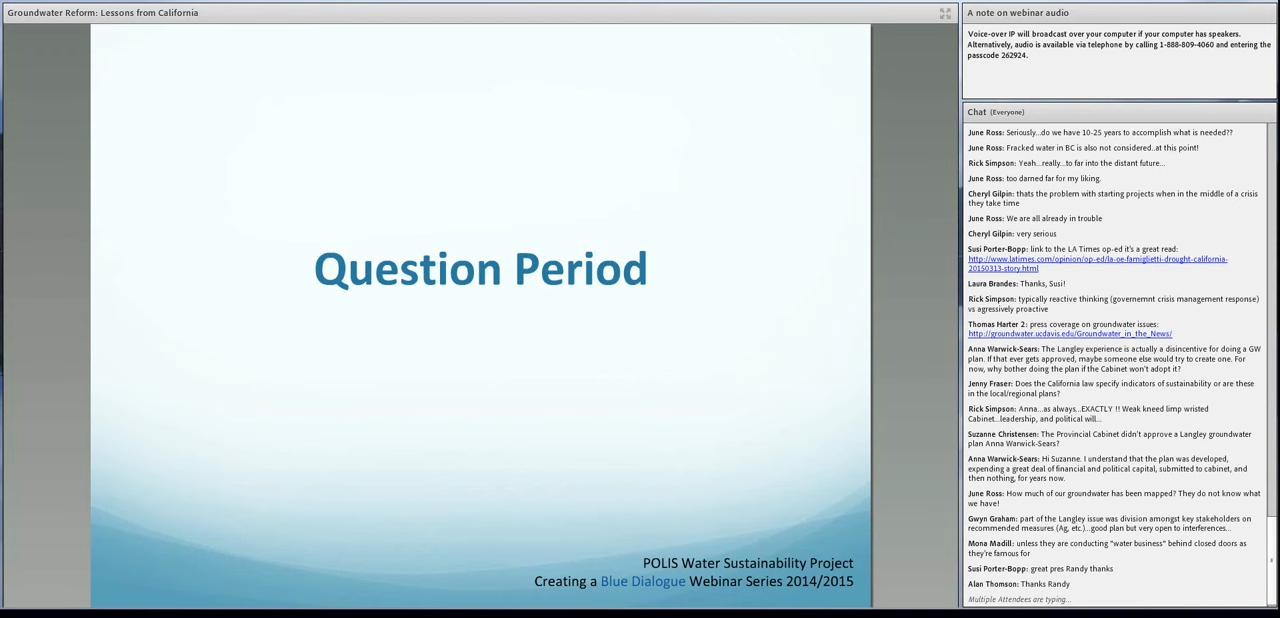 Groundwater Reform: Lessons from California
Question Period
POLIS Water Sustainability Project
Creating a Blue Dialogue Webinar Series 2014/2015
A note on webinar audio
Voice-over IP will broadcast over your computer if your computer has speakers.
Alternatively, audio is available via telephone by calling 1-888-809-4060 and entering the
passcode 262924.
Chat (Everyone)
June Ross: Seriously...do we have 10-25 years to accomplish what is needed??
June Ross: Fracked water in BC is also not considered..at this point!
Rick Simpson: Yeah...really...to far into the distant future...
June Ross: too darned far for my liking.
Cheryl Gilpin: thats the problem with starting projects when in the middle of a crisis
they take time
June Ross: We are all already in trouble
Cheryl Gilpin: very serious
Susi Porter-Bopp: link to the LA Times op-ed it's a great read:
http://www.latimes.com/opinion/op-ed/la-oe-famiglietti-drought-california-
20150313-story.html
Laura Brandes: Thanks, Susi!
Rick Simpson: typically reactive thinking (governemnt crisis management response)
vs agressively proactive
Thomas Harter 2: press coverage on groundwater issues:
http://groundwater.ucdavis.edu/Groundwater_in_the_News/
Anna Warwick-Sears: The Langley experience is actually a disincentive for doing a GW
plan. If that ever gets approved, maybe someone else would try to create one. For
now, why bother doing the plan if the Cabinet won't adopt it?
Jenny Fraser: Does the California law specify indicators of sustainability or are these
in the local/regional plans?
Rick Simpson: Anna...as always...EXACTLY !! Weak kneed limp wristed
Cabinet...leadership, and political will...
Suzanne Christensen: The Provincial Cabinet didn't approve a Langley groundwater
plan Anna Warwick-Sears?
Anna Warwick-Sears: Hi Suzanne. I understand that the plan was developed,
expending a great deal of financial and political capital, submitted to cabinet, and
then nothing, for years now.
June Ross: How much of our groundwater has been mapped? They do not know what
we have!
Gwyn Graham: part of the Langley issue was division amongst key stakeholders on
recommended measures (Ag, etc.)...good plan but very open to interferences...
Mona Madill: unless they are conducting "water business" behind closed doors as
they're famous for
Susi Porter-Bopp: great pres Randy thanks
Alan Thomson: Thanks Randy
Multiple Attendees are typing...